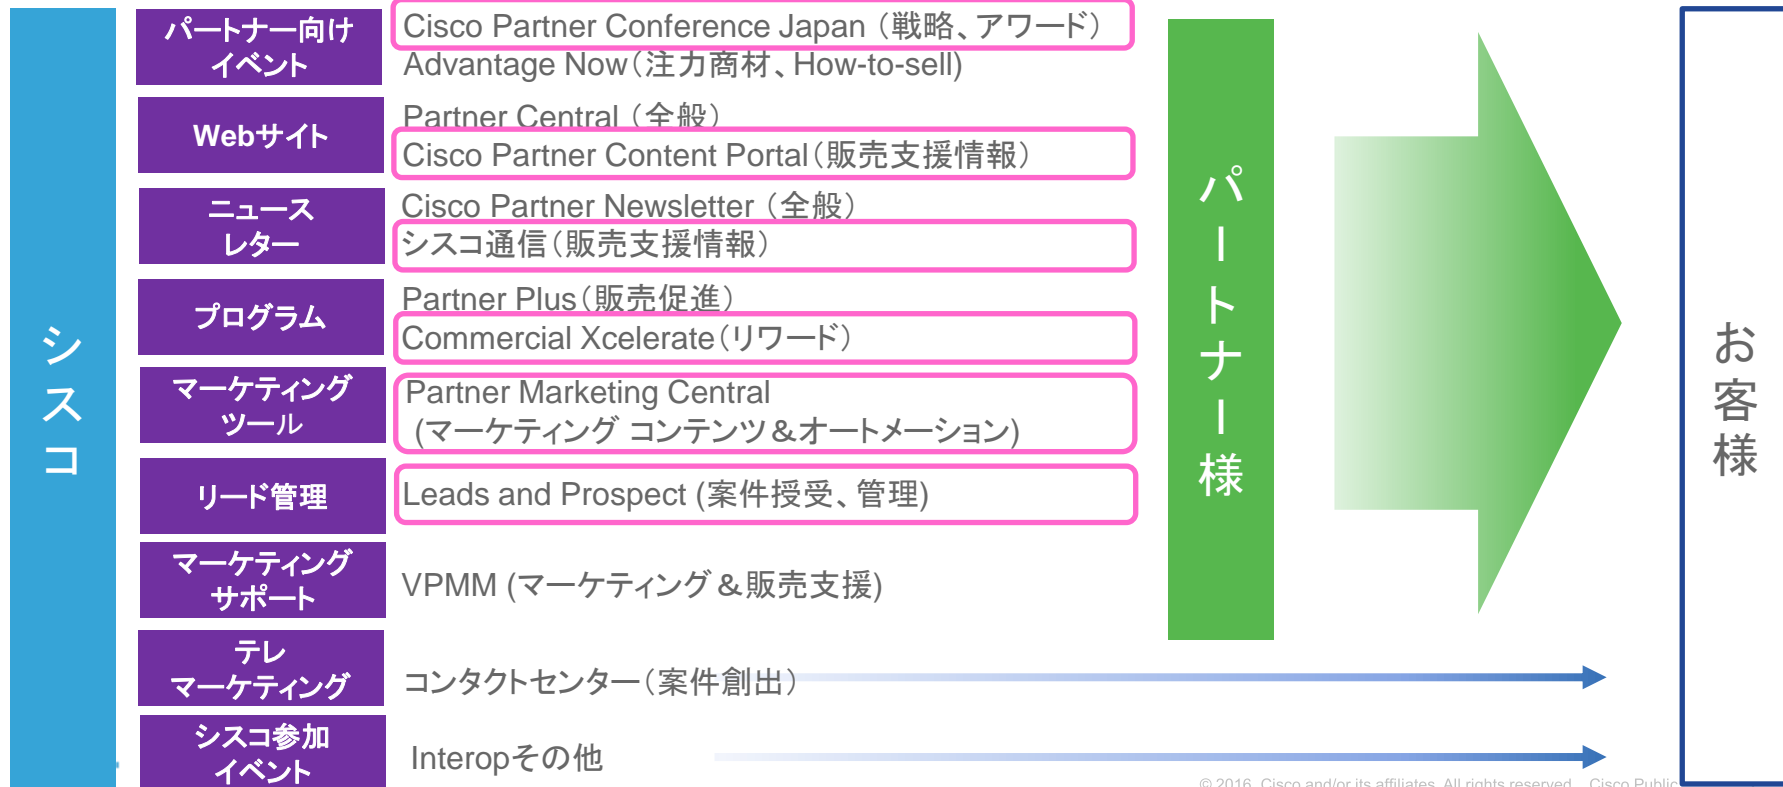 シスコ
パートナー向け
イベント
Cisco Partner Conference Japan（戦略、アワード）
Advantage Now（注力商材、How-to-sell)
Webサイト
Partner Central（全般）
Cisco Partner Content Portal（販売支援情報）
ニュース
レター
Cisco Partner Newsletter（全般）
シスコ通信（販売支援情報）
プログラム
Partner Plus（販売促進）
Commercial Xcelerate（リワード）
マーケティング
ツール
Partner Marketing Central
(マーケティング コンテンツ＆オートメーション)
リード管理
Leads and Prospect (案件授受、管理)
マーケティング
サポート
VPMM (マーケティング＆販売支援)
テレ
マーケティング
コンタクトセンター（案件創出）
シスコ参加
イベント
Interopその他
パートナー様
お客様
© 2016 Cisco and/or its affiliates. All rights reserved. Cisco Public